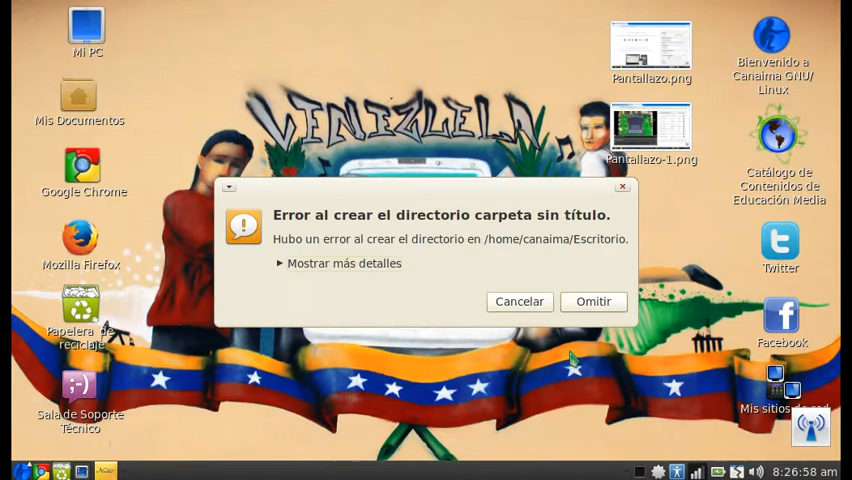 Mi PC
Mis Documentos
Google Chrome
Mozilla Firefox
Papelera de
reciclaje
Sala de Soporte
Técnico
VENEZUELA
Error al crear el directorio carpeta sin título.
Hubo un error al crear el directorio en /home/canaima/Escritorio.
Mostrar más detalles
Cancelar
Omitir
Pantallazo.png
Pantallazo-1.png
Bienvenido a
Canaima GNU/
Linux
Catálogo de
Contenidos de
Educación Media
Twitter
Facebook
Mis sitios de red
8:26:58 am